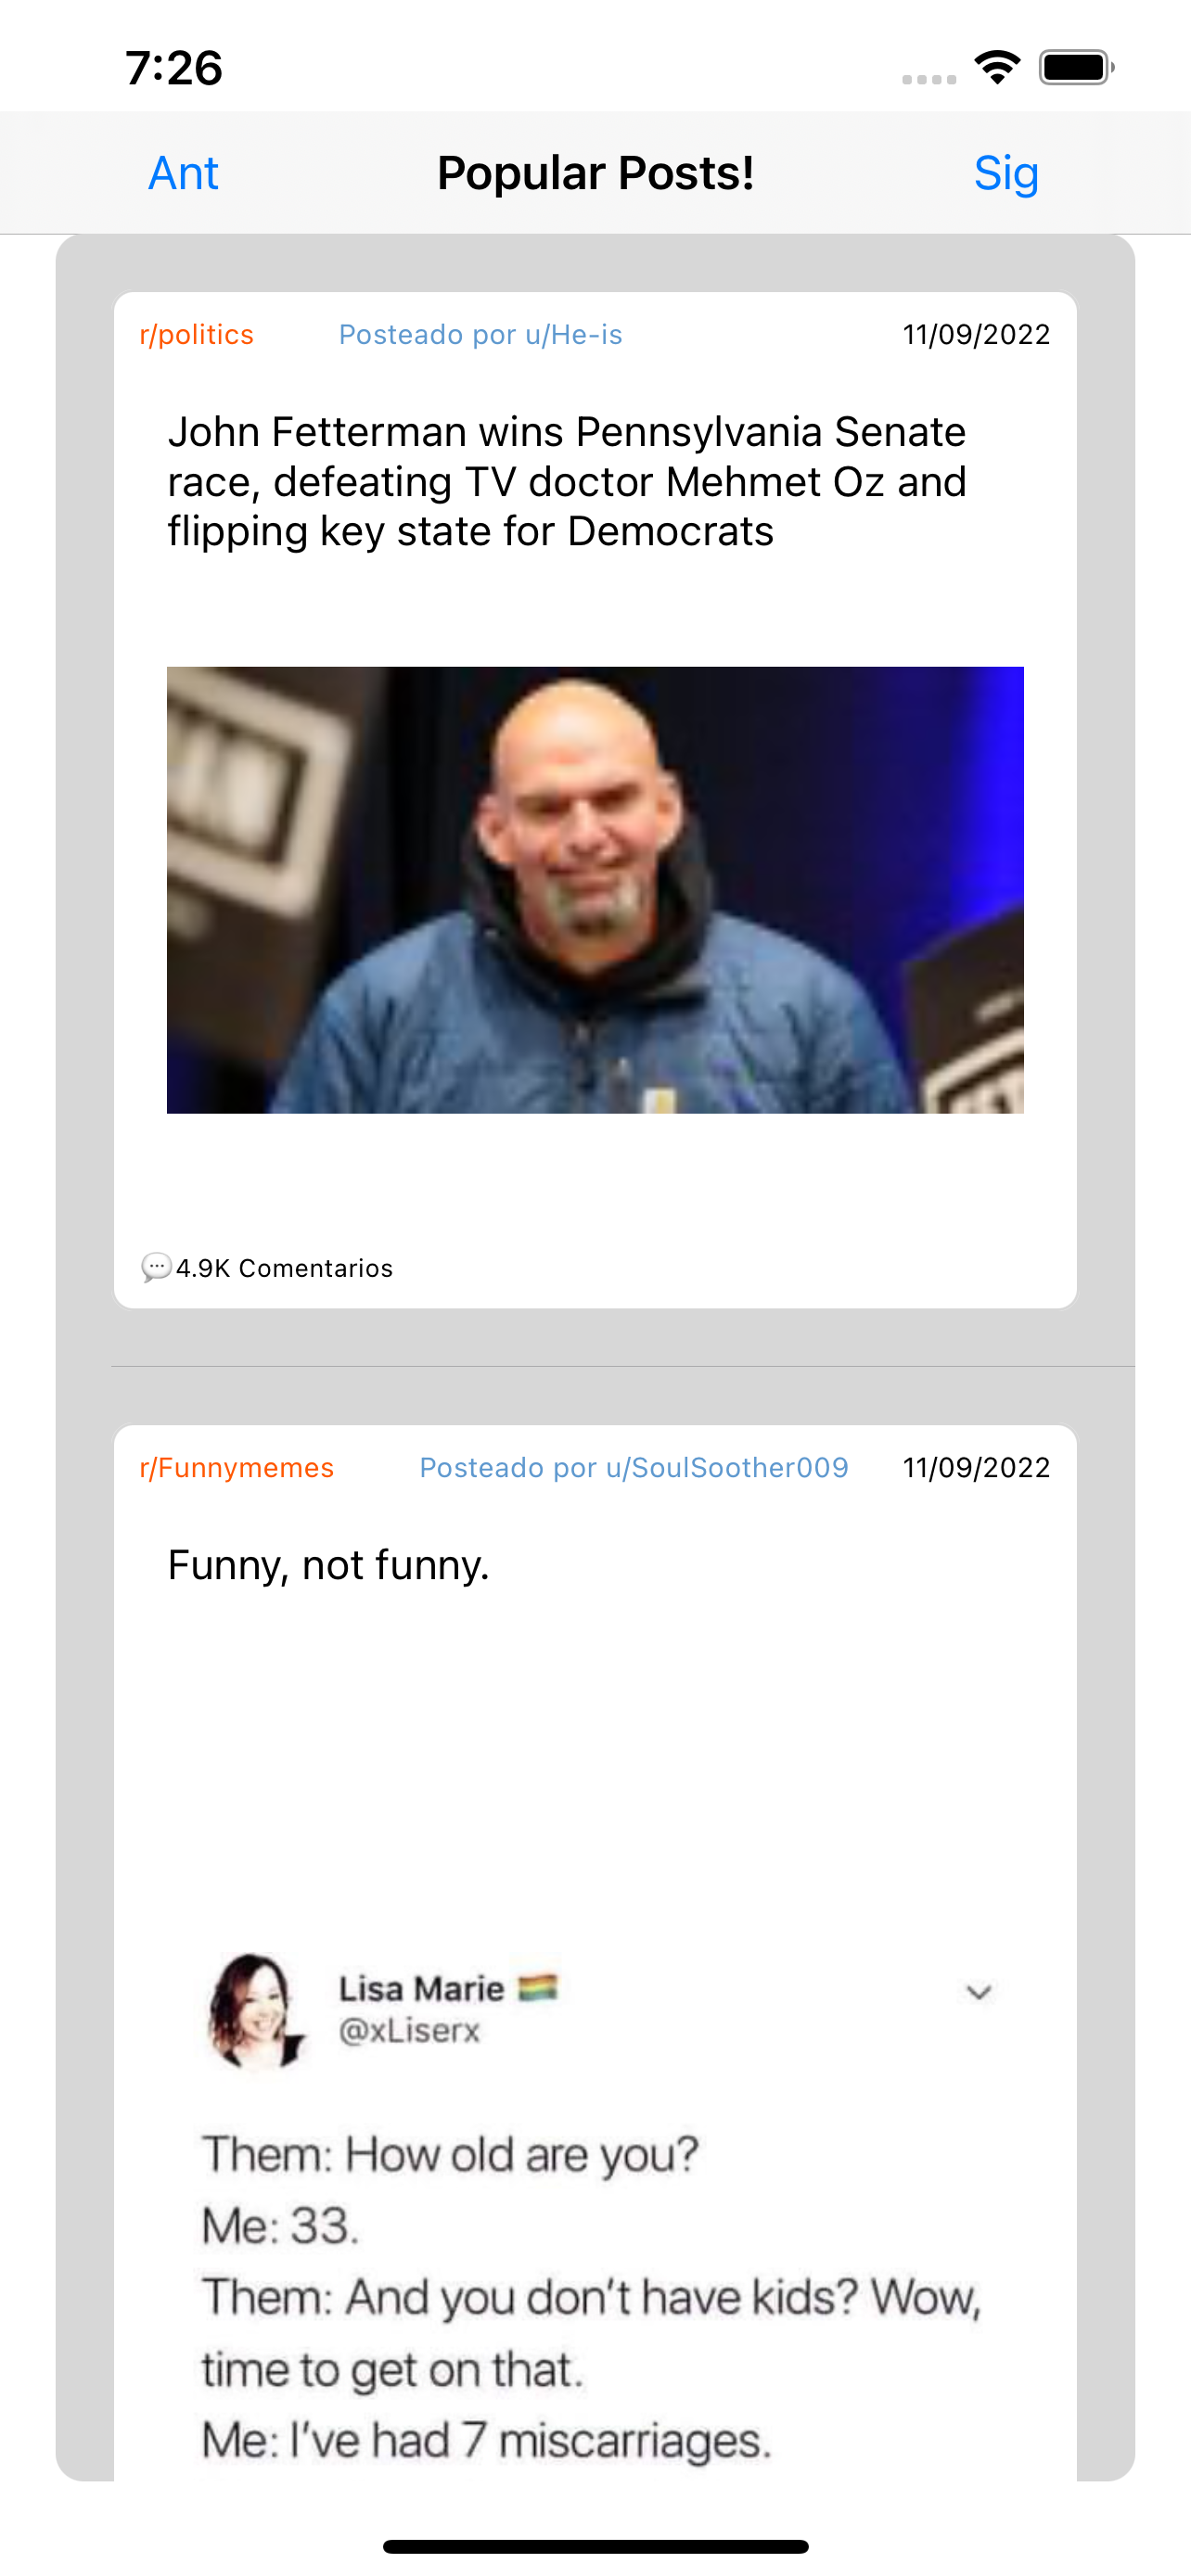 7:26
Ant
Popular Posts!
Sig
r/politics
Posteado por u/He-is
11/09/2022
John Fetterman wins Pennsylvania Senate
race, defeating TV doctor Mehmet Oz and
flipping key state for Democrats
4.9K Comentarios
r/Funnymemes
Posteado por u/SoulSoother009
11/09/2022
Funny, not funny.
Lisa Marie
@xLiserx
Them: How old are you?
Me: 33.
Them: And you don't have kids? Wow,
time to get on that.
Me: I've had 7 miscarriages.